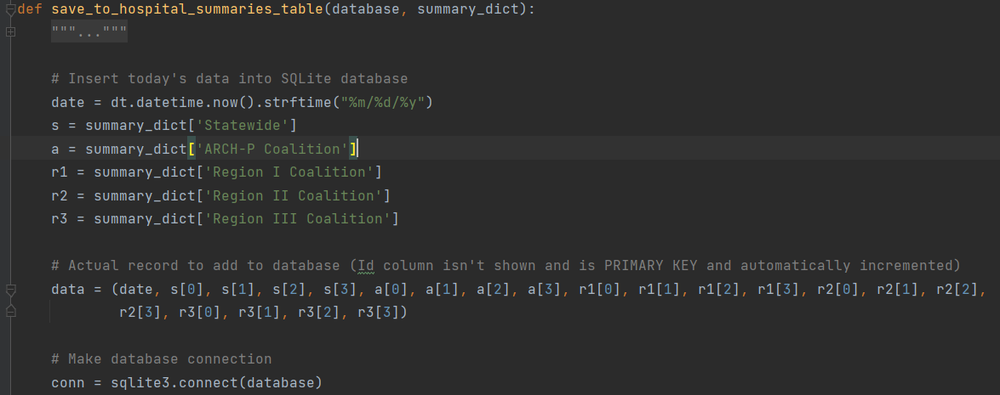 def save_to_hospital_summaries_table(database, summary_dict):
"""..."""
# Insert today's data into SQLite database
date = dt.datetime.now().strftime("%m/%d/%y")
s = summary_dict['Statewide']
a = summary_dict['ARCH-P Coalition']
r1 = summary_dict['Region I Coalition']
r2 = summary_dict['Region II Coalition']
r3 = summary_dict['Region III Coalition']
# Actual record to add to database (Id column isn't shown and is PRIMARY KEY and automatically incremented)
data = (date, s[0], s[1], s[2], s[3], a[0], a[1], a[2], a[3], r1[0], r1[1], r1[2], r1[3], r2[0], r2[1], r2[2],
r2[3], r3[0], r3[1], r3[2], r3[3])
# Make database connection
conn = sqlite3.connect(database)